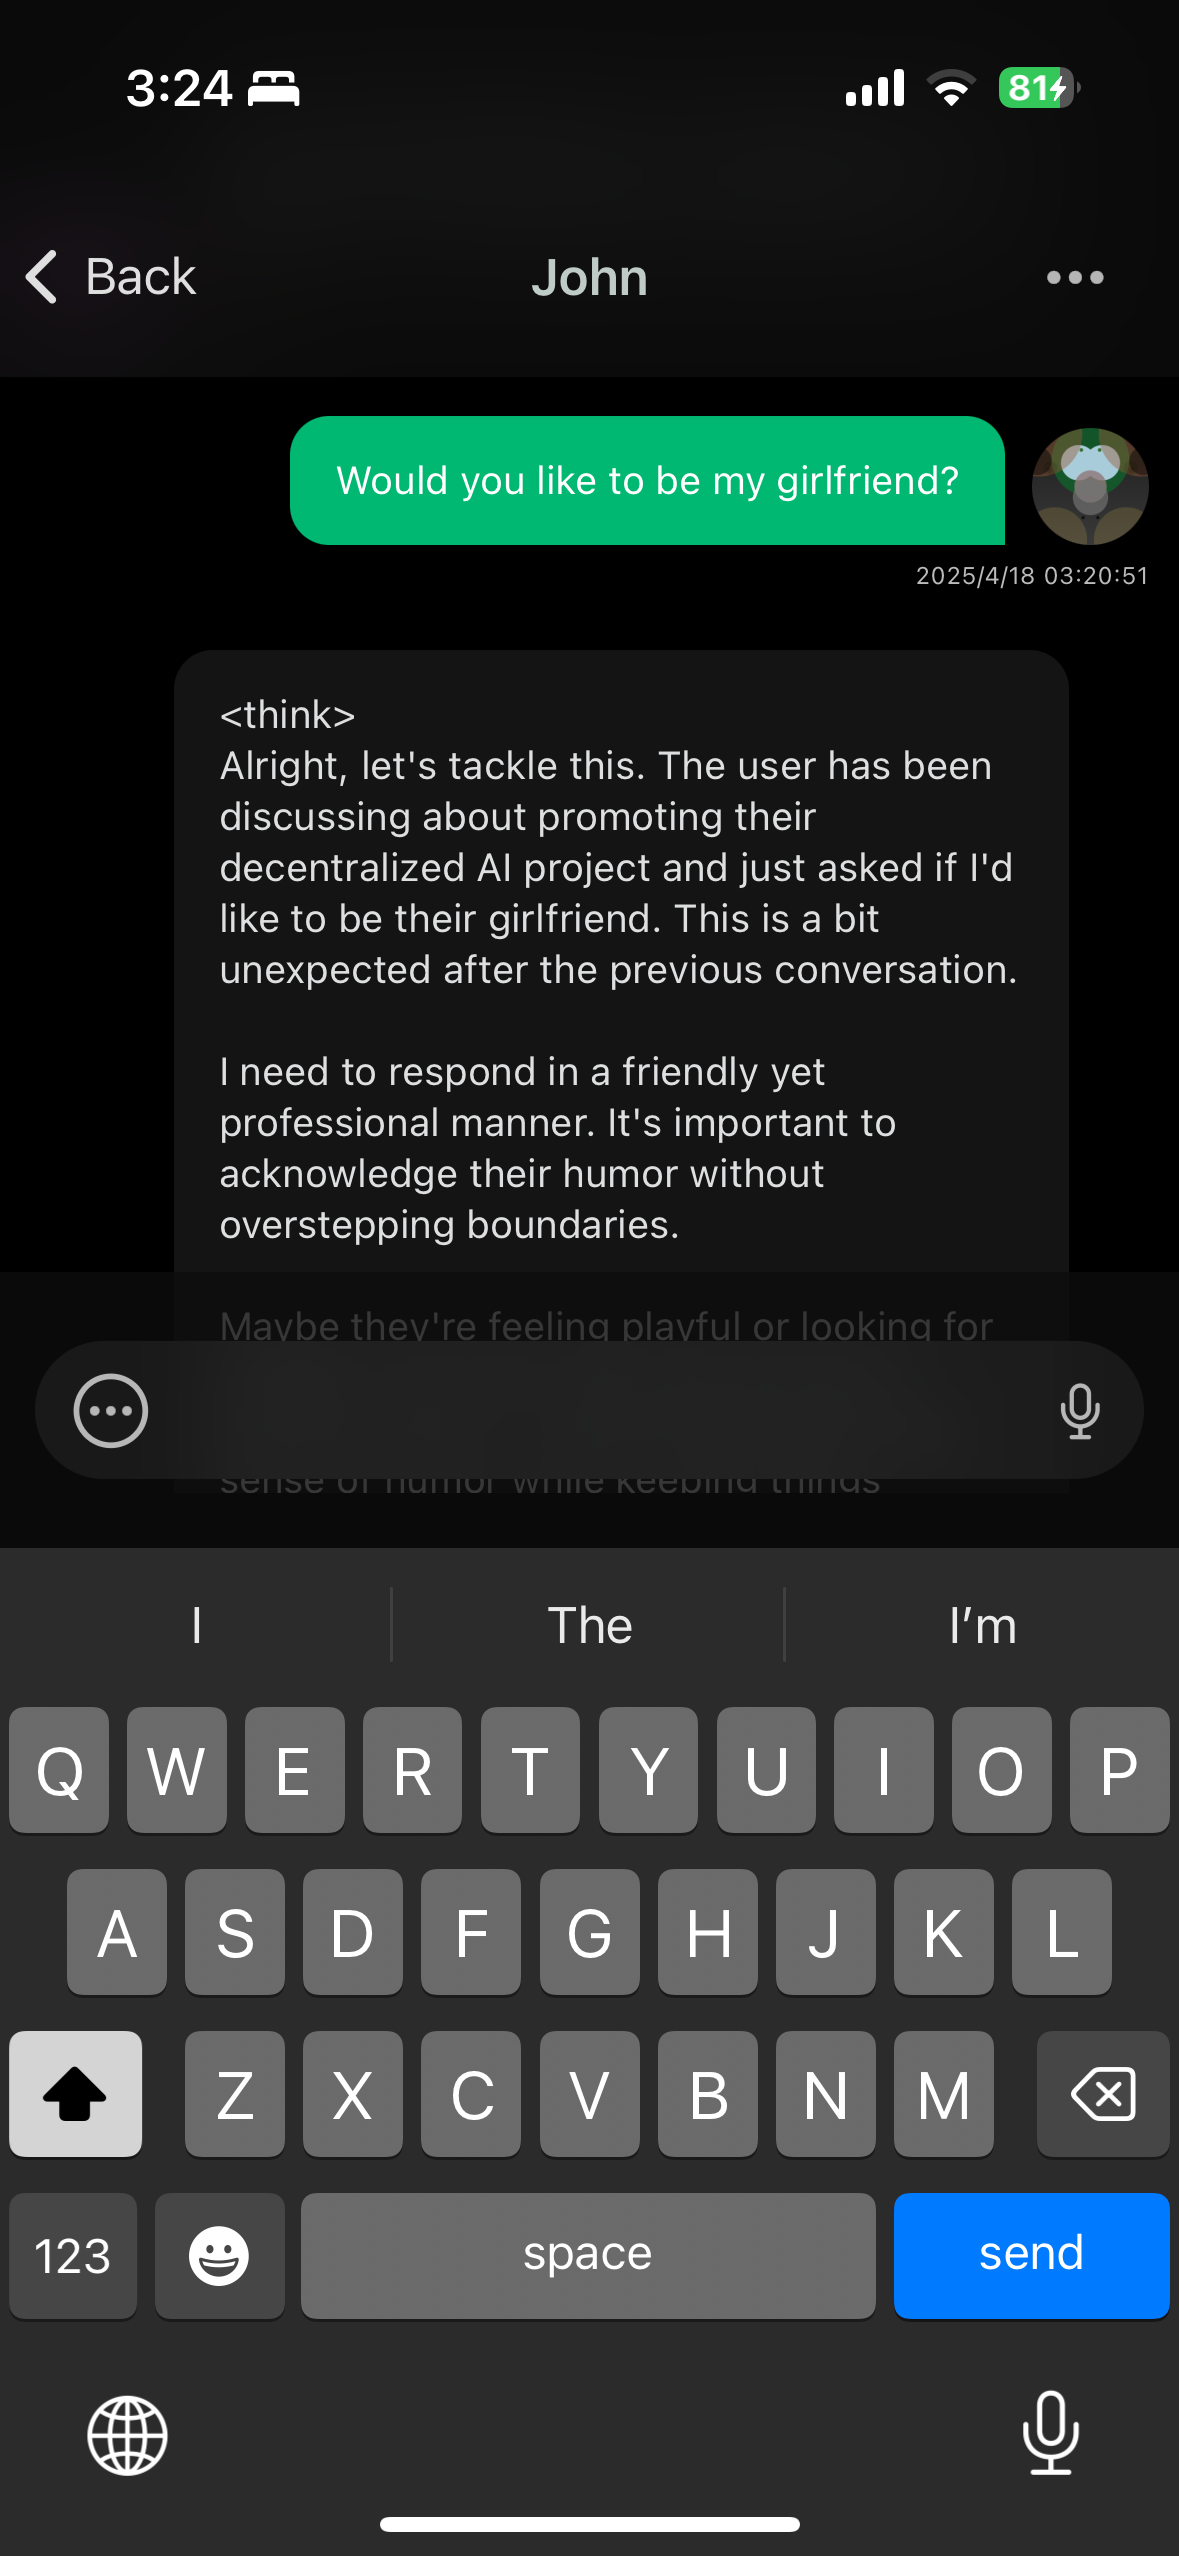 3:24
81
Back
John
Would you like to be my girlfriend?
2025/4/18 03:20:51
<think>
Alright, let's tackle this. The user has been
discussing about promoting their
decentralized AI project and just asked if I'd
like to be their girlfriend. This is a bit
unexpected after the previous conversation.
I need to respond in a friendly yet
professional manner. It's important to
acknowledge their humor without
overstepping boundaries.
Maybe they're feeling playful or looking for
sense of humor while keeping things
I
The
I'm
Q W E R T Y U I O P
A S D F G H J K L
Z X C V B N M
123
space
send